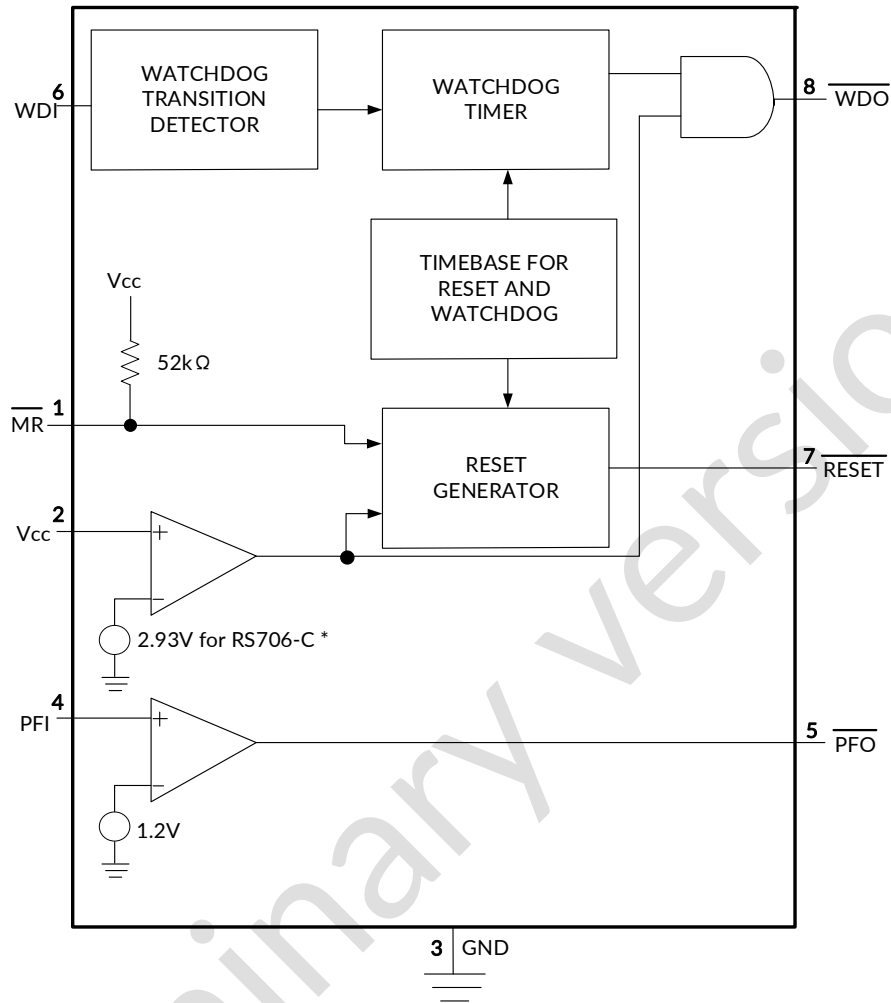 WATCHDOG
TRANSITION
DETECTOR
WATCHDOG
TIMER
6
WDI
8
WDO
TIMEBASE FOR
RESET AND
WATCHDOG
Vcc
52kΩ
1
MR
RESET
GENERATOR
7
RESET
2
Vcc
+
−
2.93V for RS706-C *
4
PFI
+
−
5
PFO
1.2V
3 GND
minary version